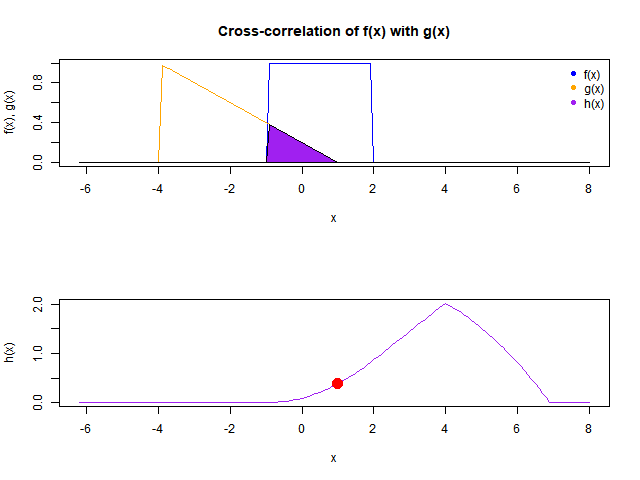 Cross-correlation of f(x) with g(x)
f(x), g(x)
0.8
0.4
0.0
f(x)
g(x)
h(x)
-6 -4 -2 0 2 4 6 8
x
h(x)
2.0
1.0
0.0
-6 -4 -2 0 2 4 6 8
x